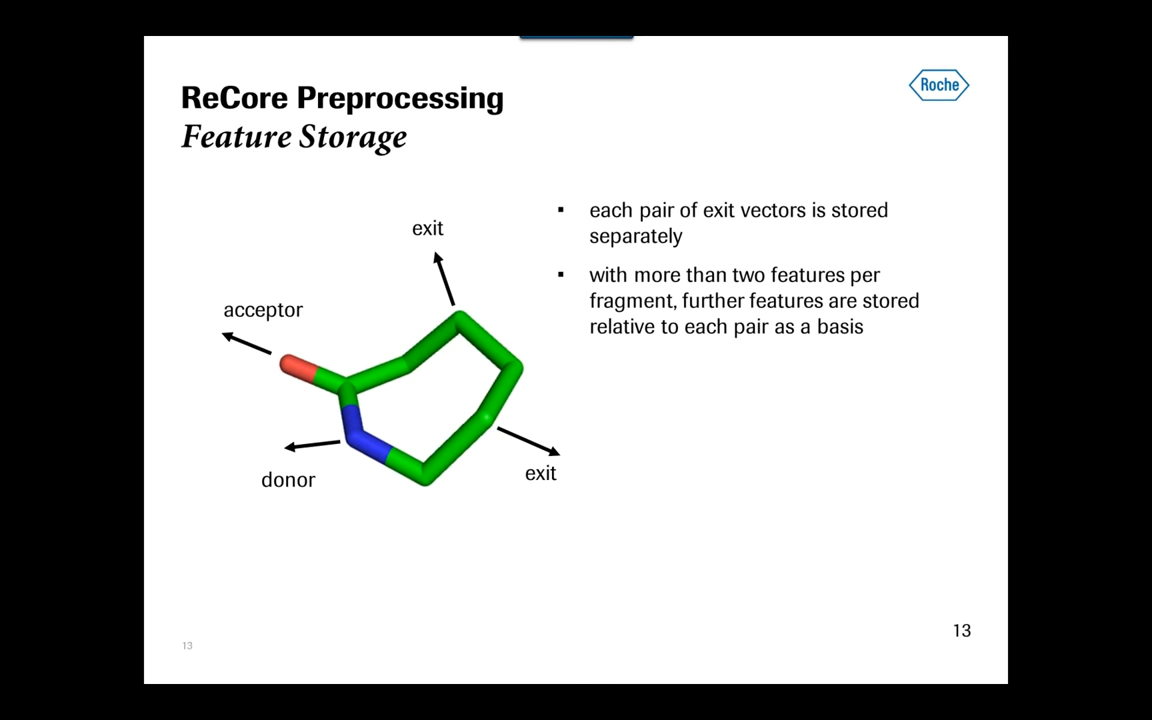 ReCore Preprocessing
Roche
Feature Storage
▪ each pair of exit vectors is stored
separately
▪ with more than two features per
fragment, further features are stored
relative to each pair as a basis
exit
acceptor
donor
exit
13
13